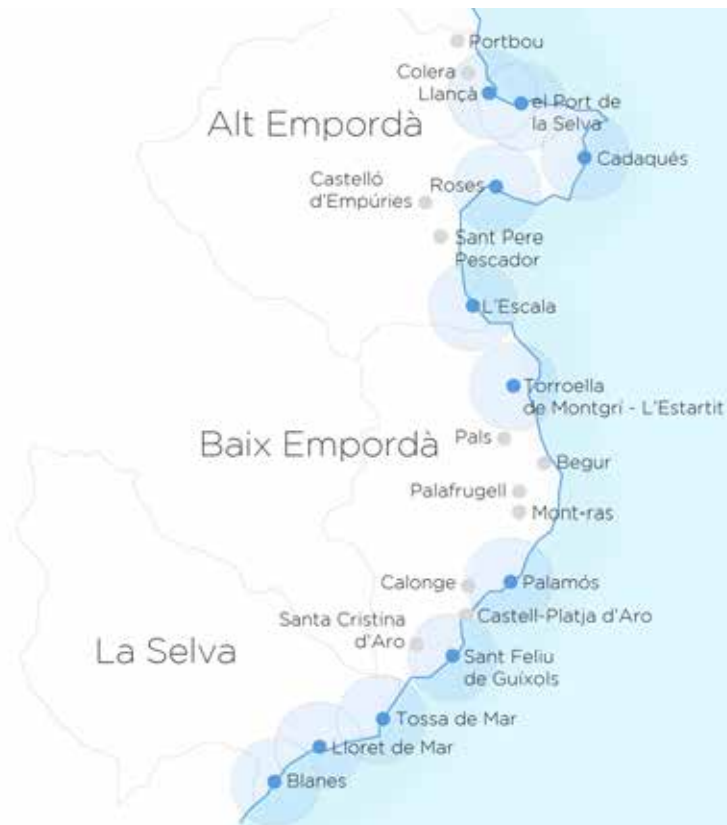 Portbou
Colera
Llançà
el Port de
la Selva
Alt Empordà
Cadaqués
Castelló
d'Empúries
Roses
Sant Pere
Pescador
L'Escala
Torroella
de Montgrí - L'Estartit
Baix Empordà
Pals
Begur
Palafrugell
Mont-ras
Calonge
Palamós
Castell-Platja d'Aro
Santa Cristina
d'Aro
La Selva
Sant Feliu
de Guíxols
Tossa de Mar
Lloret de Mar
Blanes